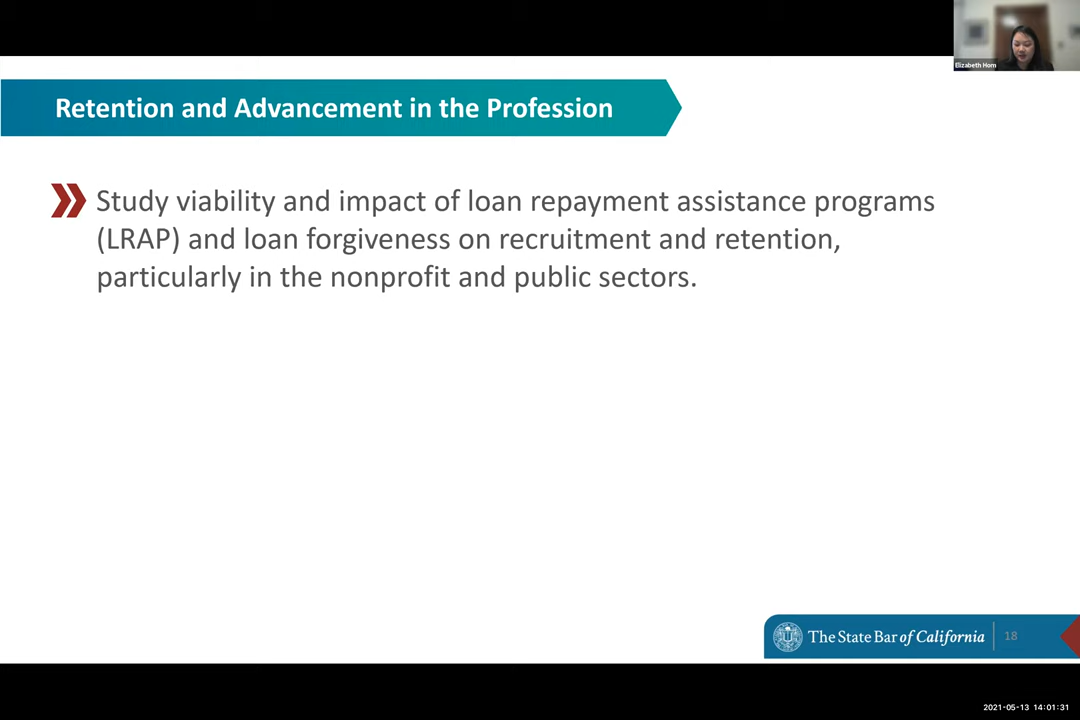 Elizabeth Hom
Retention and Advancement in the Profession
Study viability and impact of loan repayment assistance programs
(LRAP) and loan forgiveness on recruitment and retention,
particularly in the nonprofit and public sectors.
The State Bar of California
18
2021-05-13 14:01:31